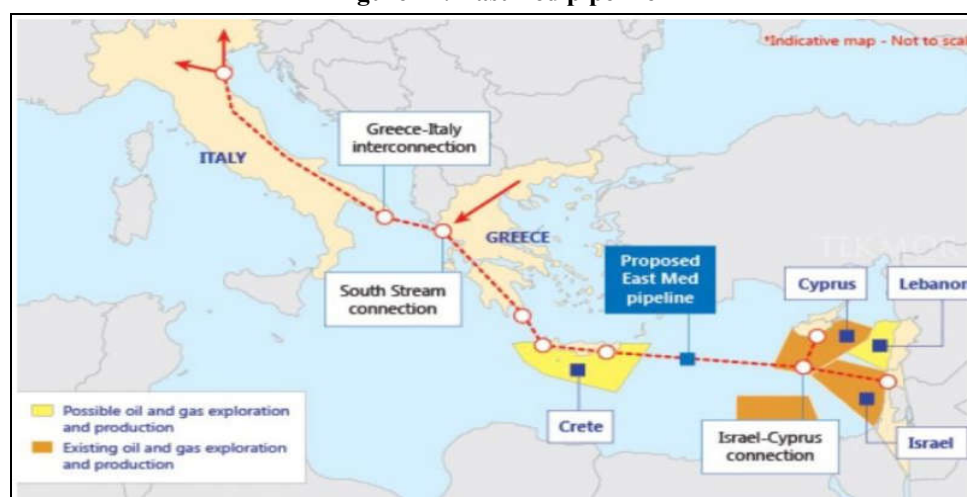 *Indicative map - Not to scal
Greece-Italy
interconnection
ITALY
GREECE
South Stream
connection
Proposed
East Med
pipeline
Cyprus
Lebanon
Possible oil and gas exploration
and production
Existing oil and gas exploration
and production
Crete
Israel-Cyprus
connection
Israel